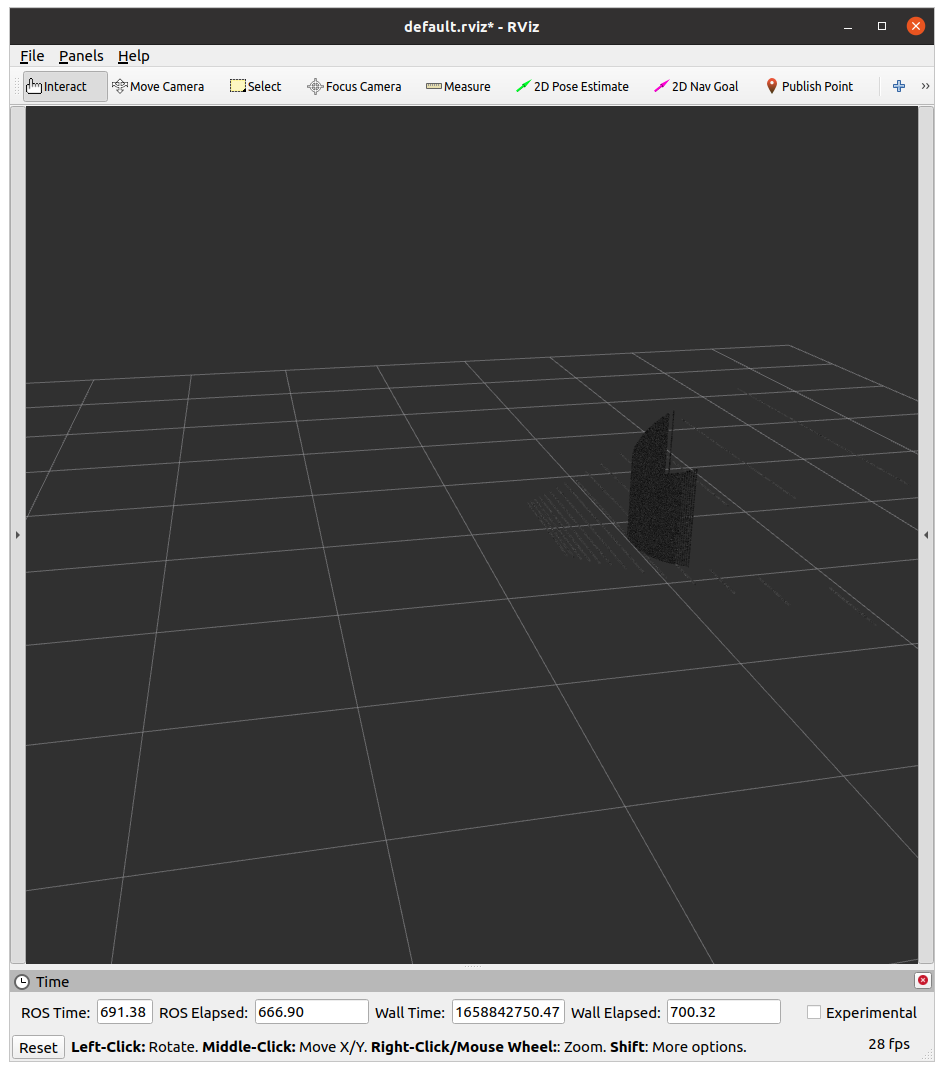 default.rviz* - RViz
File Panels Help
Interact Move Camera Select Focus Camera Measure 2D Pose Estimate 2D Nav Goal Publish Point
Time
ROS Time: 691.38 ROS Elapsed: 666.90 Wall Time: 1658842750.47 Wall Elapsed: 700.32 Experimental
Reset Left-Click: Rotate. Middle-Click: Move X/Y. Right-Click/Mouse Wheel:: Zoom. Shift: More options. 28 fps